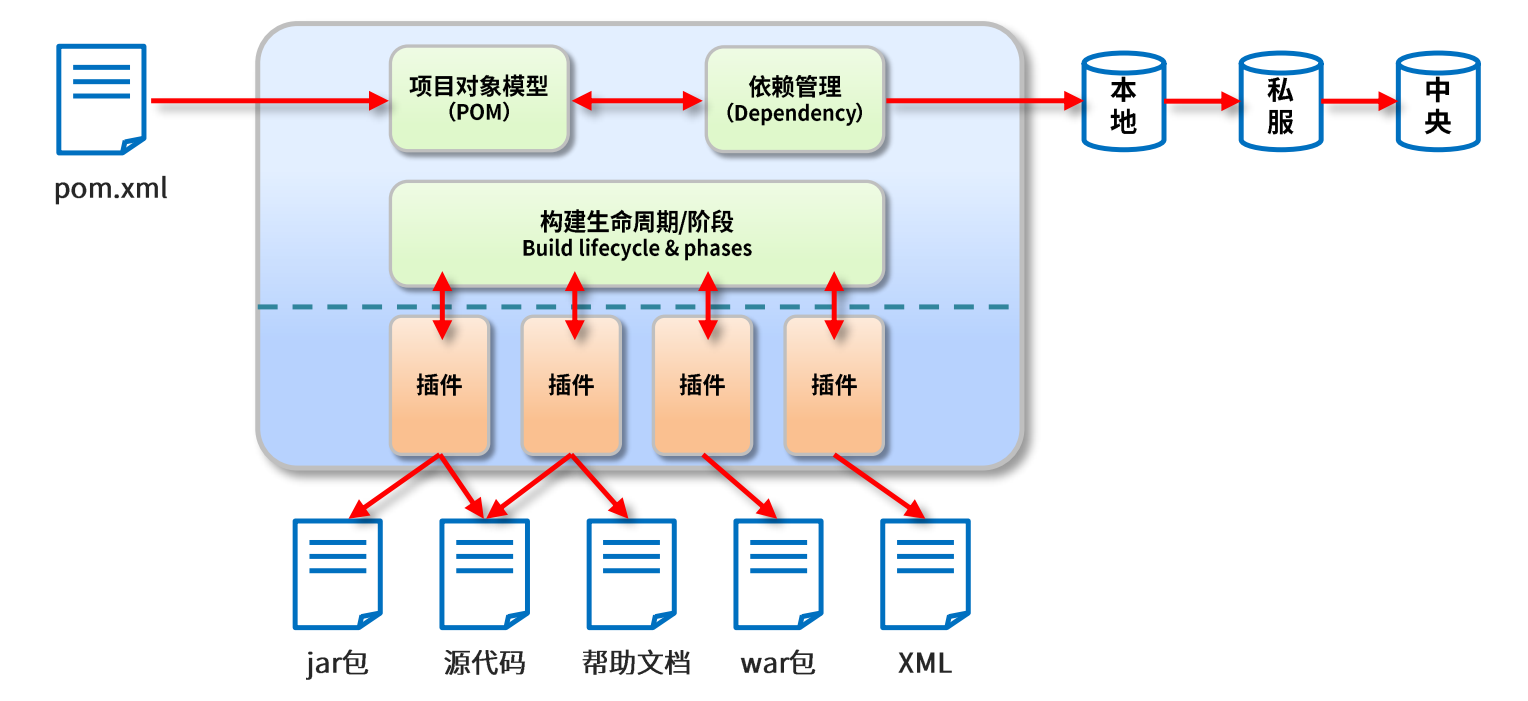 项目对象模型
（POM）
依赖管理
（Dependency）
本
地
私
服
中
央
pom.xml
构建生命周期/阶段
Build lifecycle & phases
插件
插件
插件
插件
jar包
源代码
帮助文档
war包
XML